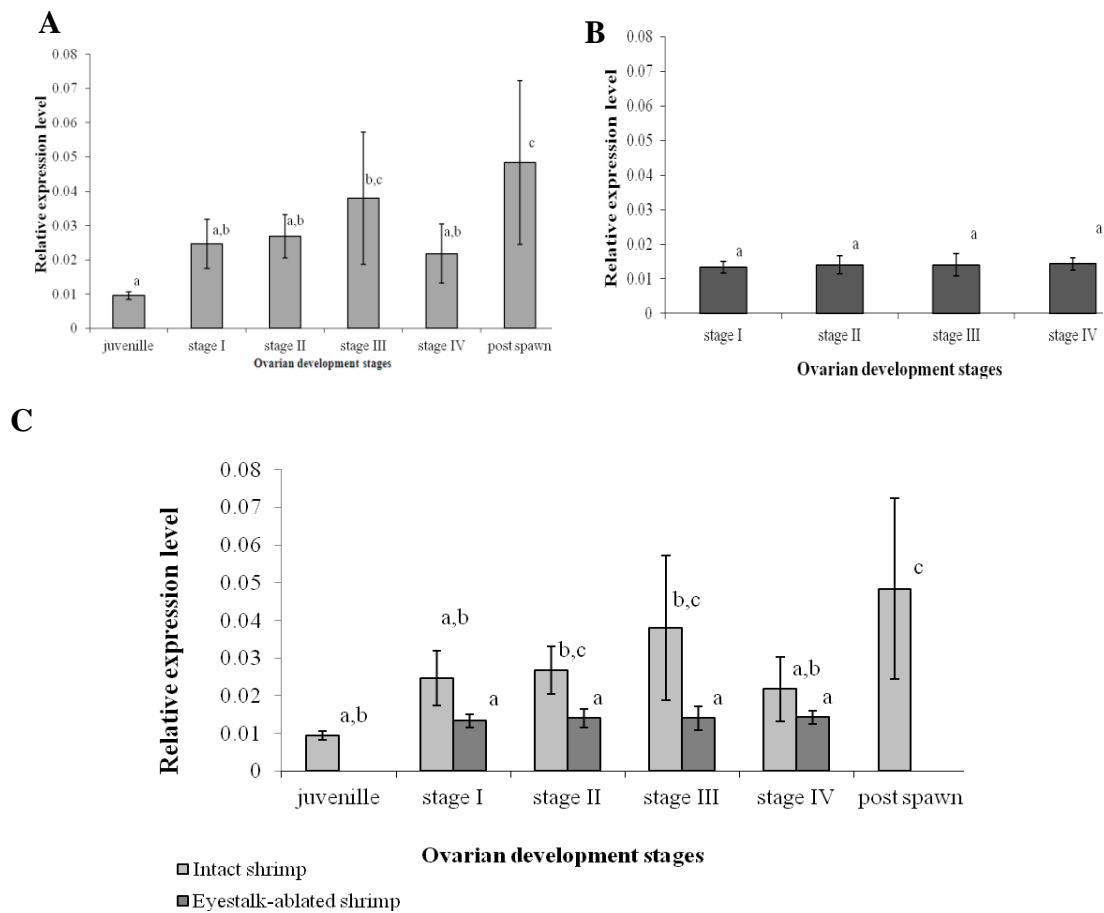 A
Relative expression level
0.08
0.07
0.06
0.05
0.04
0.03
0.02
0.01
0
a
a,b
a,b
b,c
a,b
c
juvenille stage I stage II stage III stage IV post spawn
Ovarian development stages
B
Relative expression level
0.08
0.07
0.06
0.05
0.04
0.03
0.02
0.01
0
a a a a
stage I stage II stage III stage IV
Ovarian development stages
C
Relative expression level
0.08
0.07
0.06
0.05
0.04
0.03
0.02
0.01
0
a,b
a,b
a
b,c
a
b,c
a
a,b
a
c
juvenille stage I stage II stage III stage IV post spawn
Ovarian development stages
Intact shrimp
Eyestalk-ablated shrimp